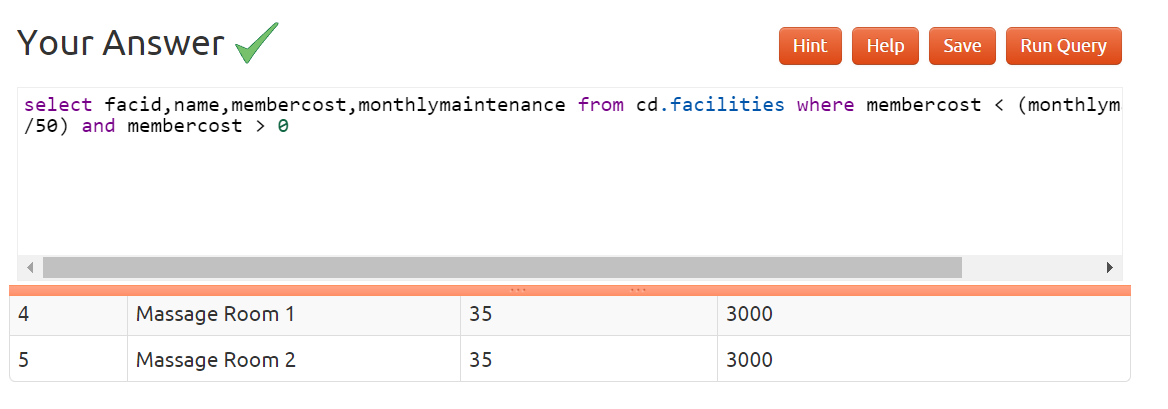 Your Answer
Hint Help Save Run Query
select facid,name,membercost,monthlymaintenance from cd.facilities where membercost < (monthlym
/50) and membercost > 0
4 Massage Room 1 35 3000
5 Massage Room 2 35 3000